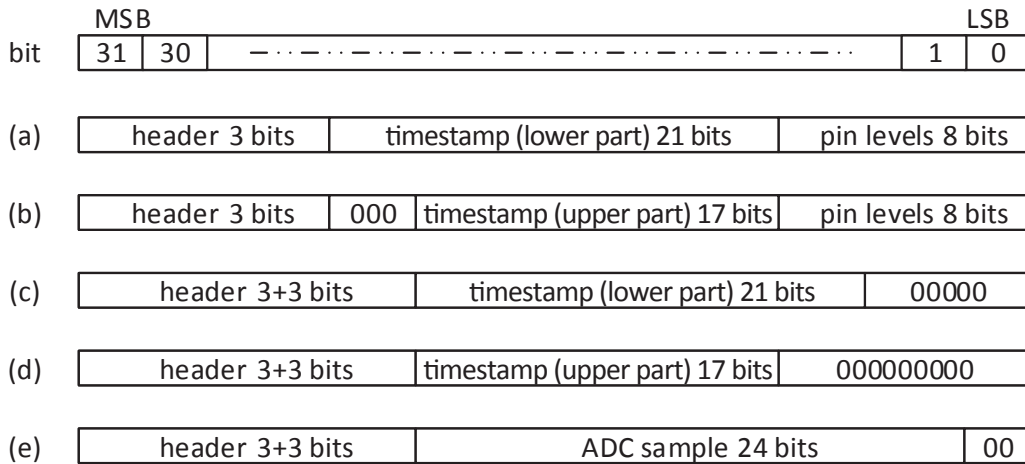 MSB LSB
bit 31 30 1 0
(a) header 3 bits timestamp (lower part) 21 bits pin levels 8 bits
(b) header 3 bits 000 timestamp (upper part) 17 bits pin levels 8 bits
(c) header 3+3 bits timestamp (lower part) 21 bits 00000
(d) header 3+3 bits timestamp (upper part) 17 bits 000000000
(e) header 3+3 bits ADC sample 24 bits 00